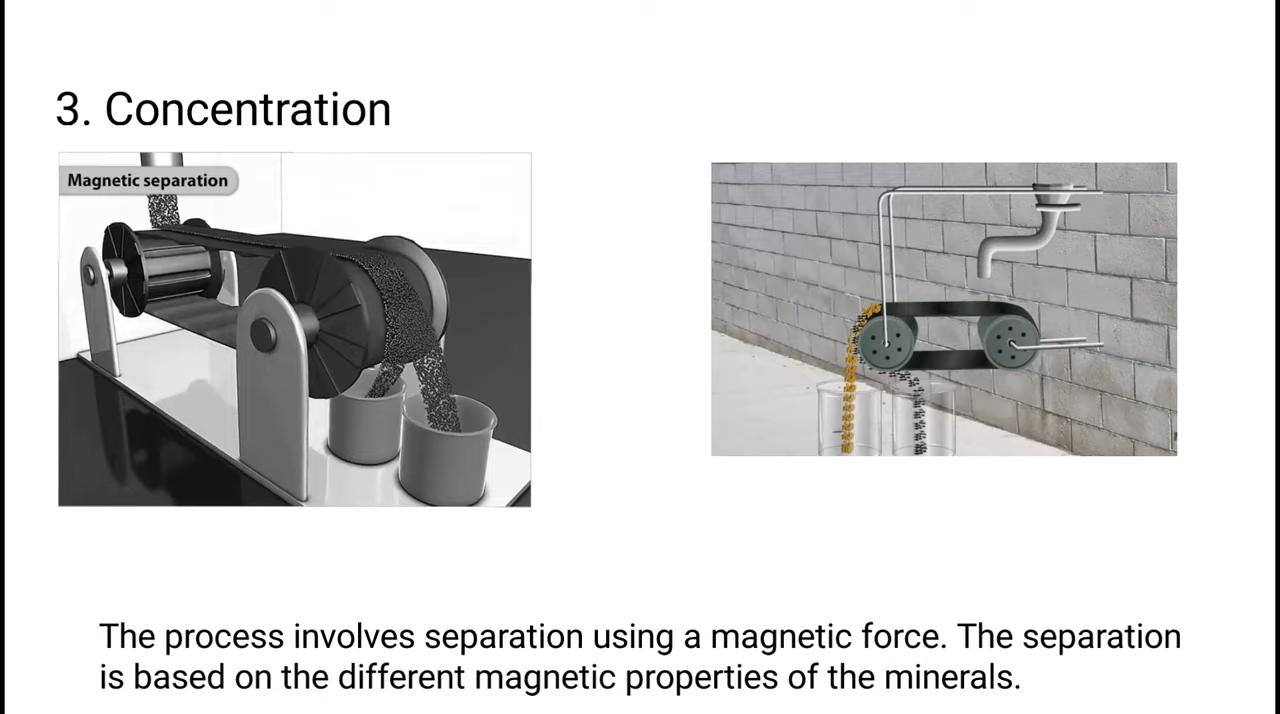 3. Concentration
Magnetic separation
The process involves separation using a magnetic force. The separation
is based on the different magnetic properties of the minerals.